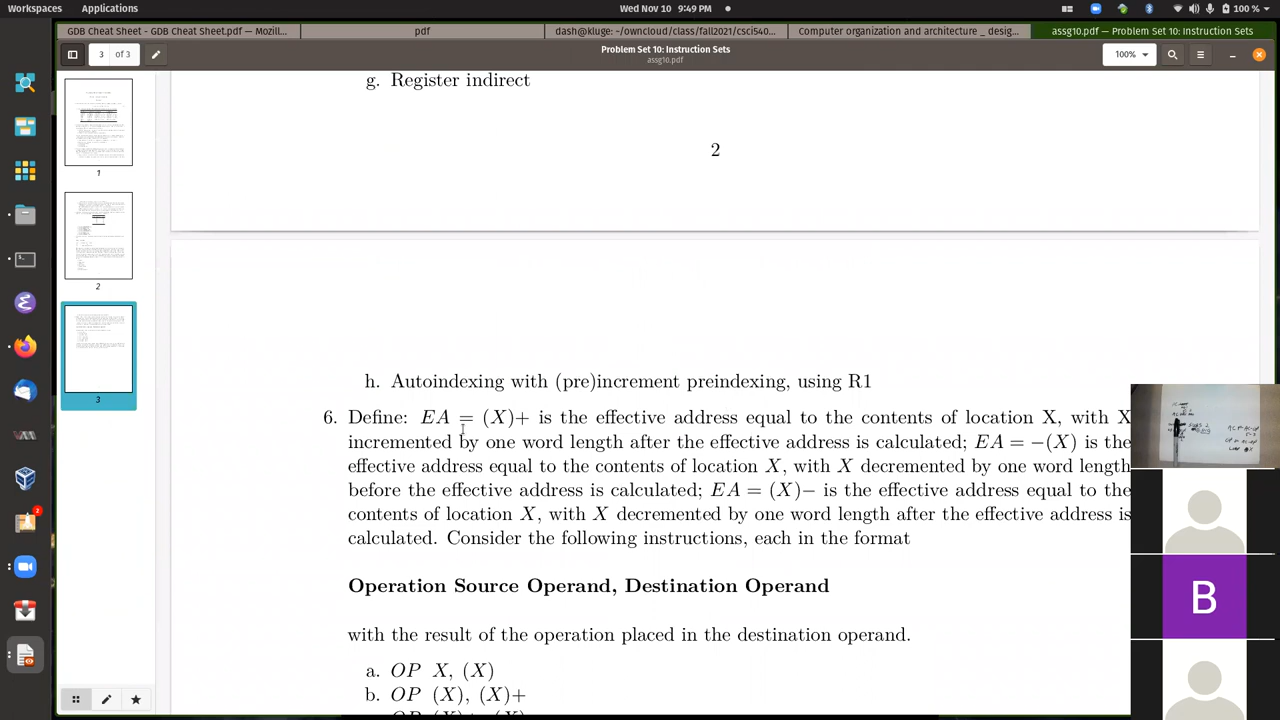 Workspaces Applications Wed Nov 10 9:49 PM 100 %
GDB Cheat Sheet - GDB Cheat Sheet.pdf — Mozill... pdf dash@kluge: ~/owncloud/class/fall2021/csci540... Computer organization and architecture _ desig... assg10.pdf — Problem Set 10: Instruction Sets
3 of 3 Problem Set 10: Instruction Sets 100%
assg10.pdf
g. Register indirect
2
1
2
3
h. Autoindexing with (pre)increment preindexing, using R1
6. Define: EA = (X)+ is the effective address equal to the contents of location X, with X
incremented by one word length after the effective address is calculated; EA = −(X) is the
effective address equal to the contents of location X, with X decremented by one word length
before the effective address is calculated; EA = (X)− is the effective address equal to the
contents of location X, with X decremented by one word length after the effective address is
calculated. Consider the following instructions, each in the format
Operation Source Operand, Destination Operand
with the result of the operation placed in the destination operand.
a. OP X, (X)
b. OP (X), (X)+
B
2